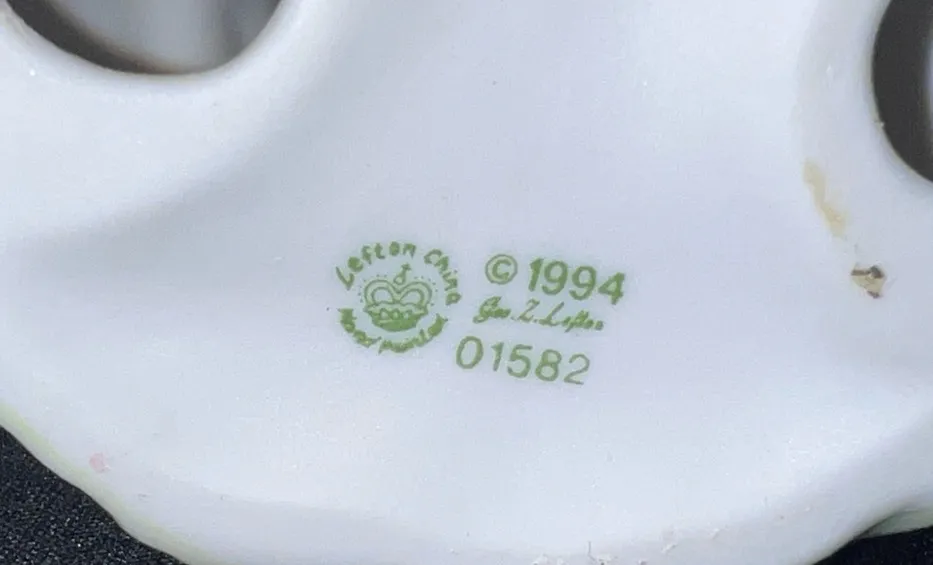 Lefton China
Hand painted
© 1994
Geo. Z. Lefton
01582